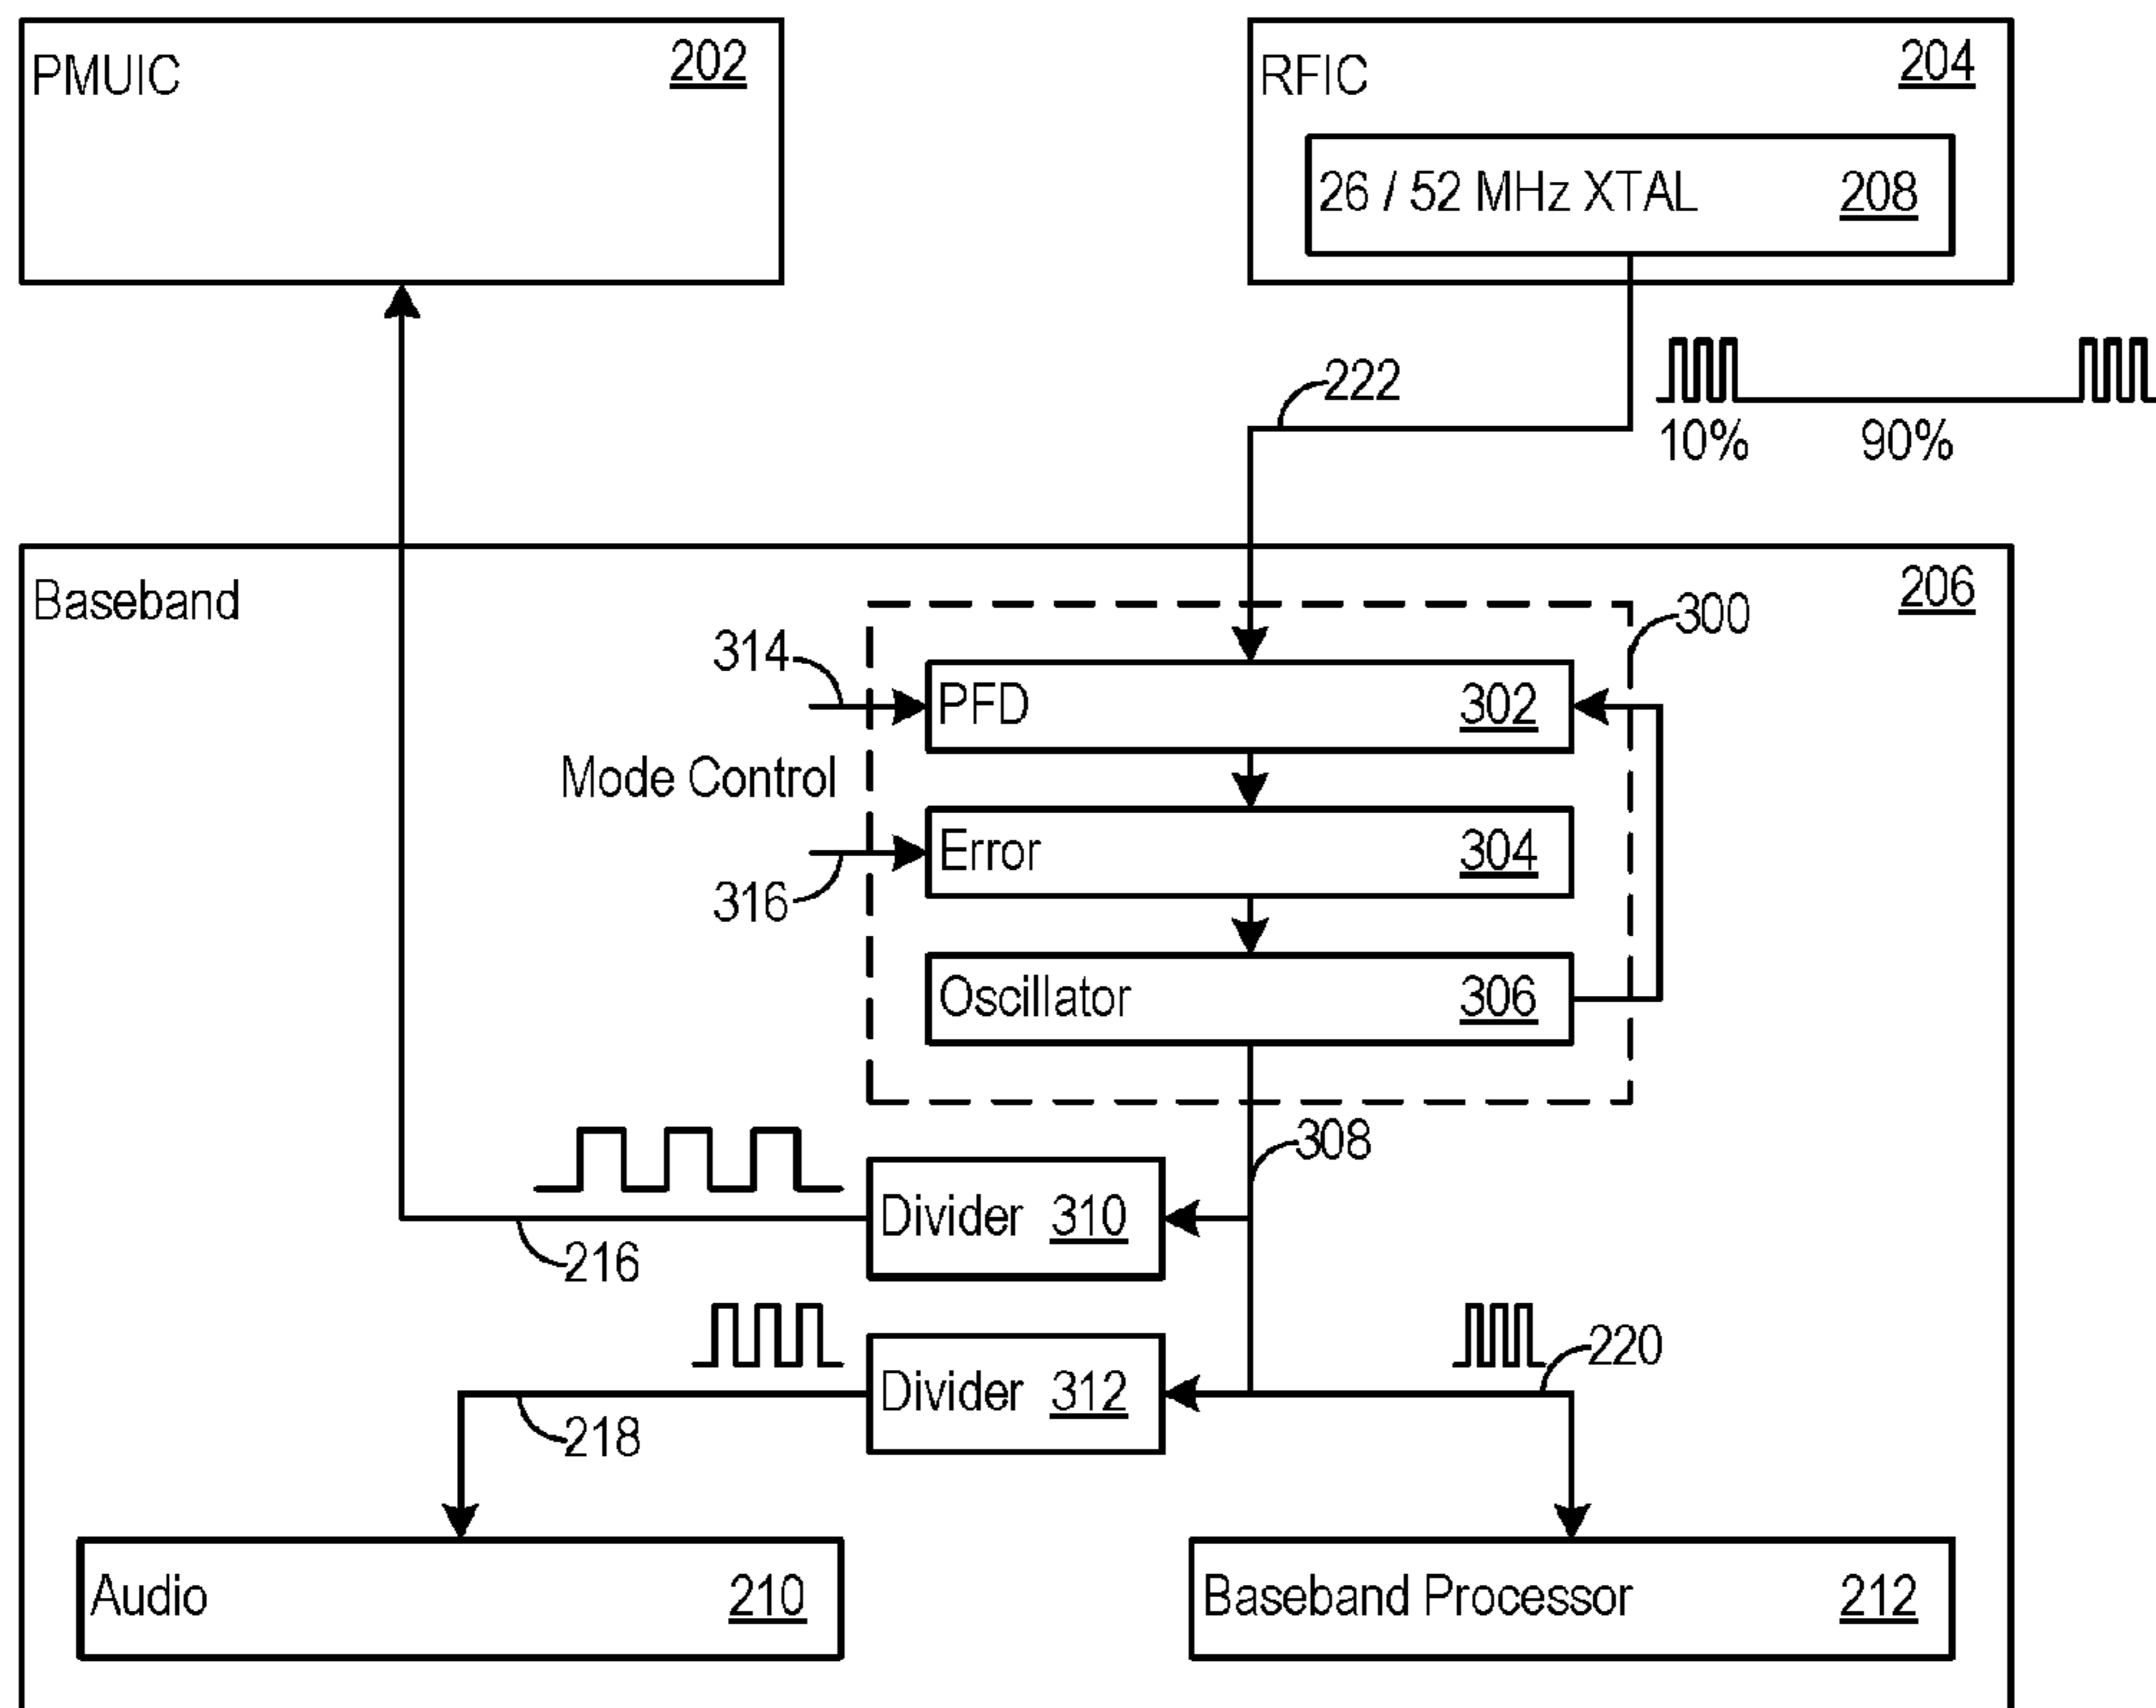 PMUIC 202
RFIC 204
26 / 52 MHz XTAL 208
222
10% 90%
Baseband 206
300
314
PFD 302
Mode Control
Error 304
316
Oscillator 306
308
Divider 310
216
220
Divider 312
218
Audio 210
Baseband Processor 212